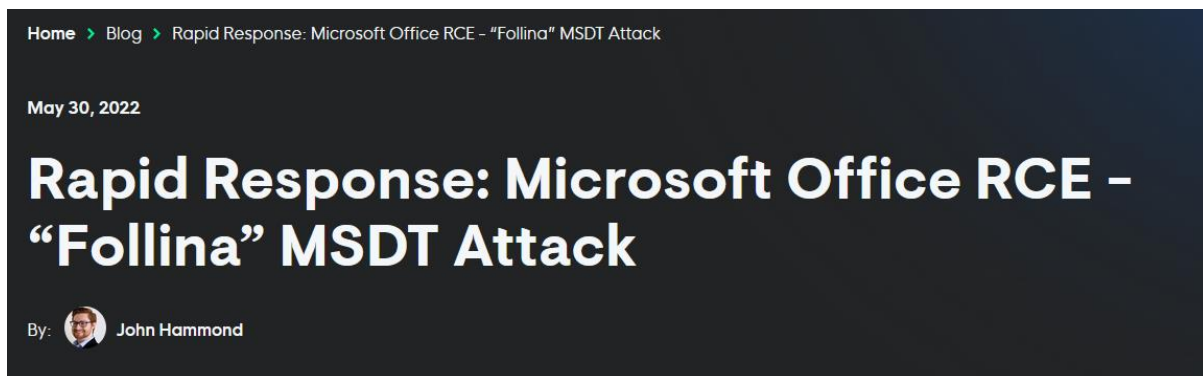 Home > Blog > Rapid Response: Microsoft Office RCE - “Follina” MSDT Attack
May 30, 2022
Rapid Response: Microsoft Office RCE -
“Follina” MSDT Attack
By: John Hammond